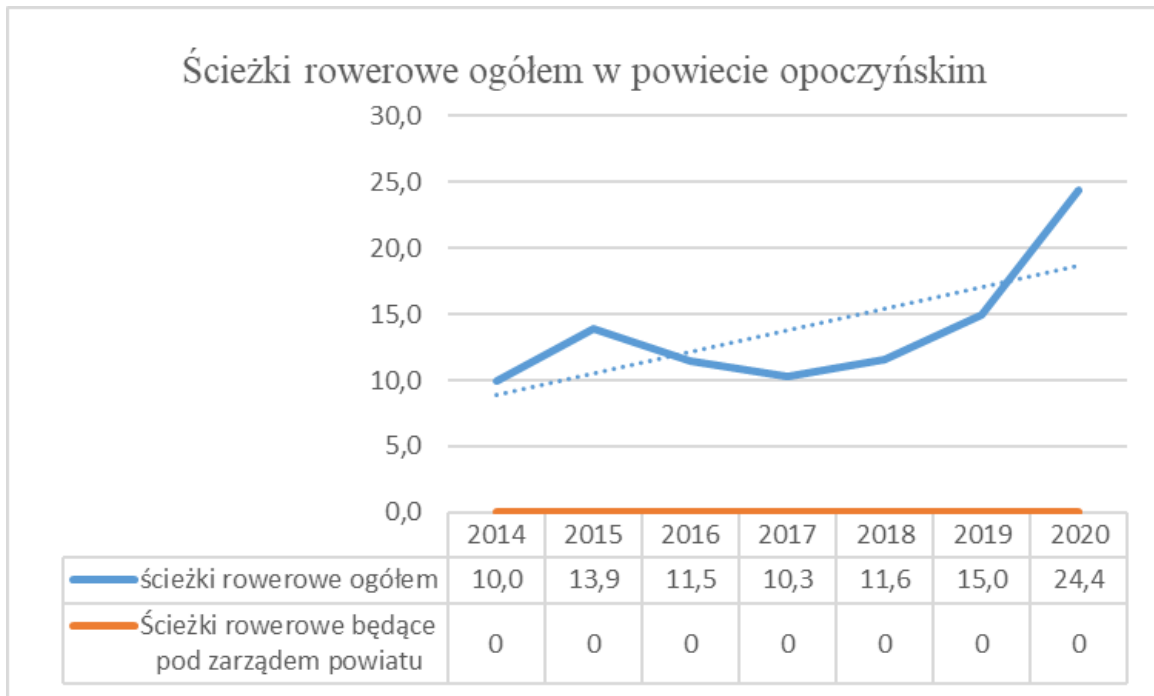 Ścieżki rowerowe ogółem w powiecie opoczyńskim
30,0
25,0
20,0
15,0
10,0
5,0
0,0
2014 2015 2016 2017 2018 2019 2020
ścieżki rowerowe ogółem 10,0 13,9 11,5 10,3 11,6 15,0 24,4
Ścieżki rowerowe będące
pod zarządem powiatu 0 0 0 0 0 0 0